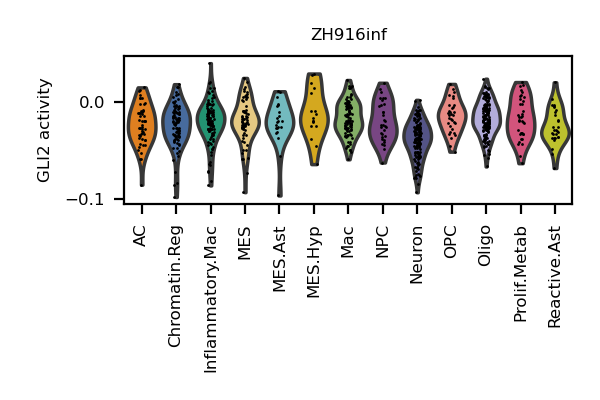 ZH916inf
GLI2 activity
0.0
−0.1
AC
Chromatin.Reg
Inflammatory.Mac
MES
MES.Ast
MES.Hyp
Mac
NPC
Neuron
OPC
Oligo
Prolif.Metab
Reactive.Ast